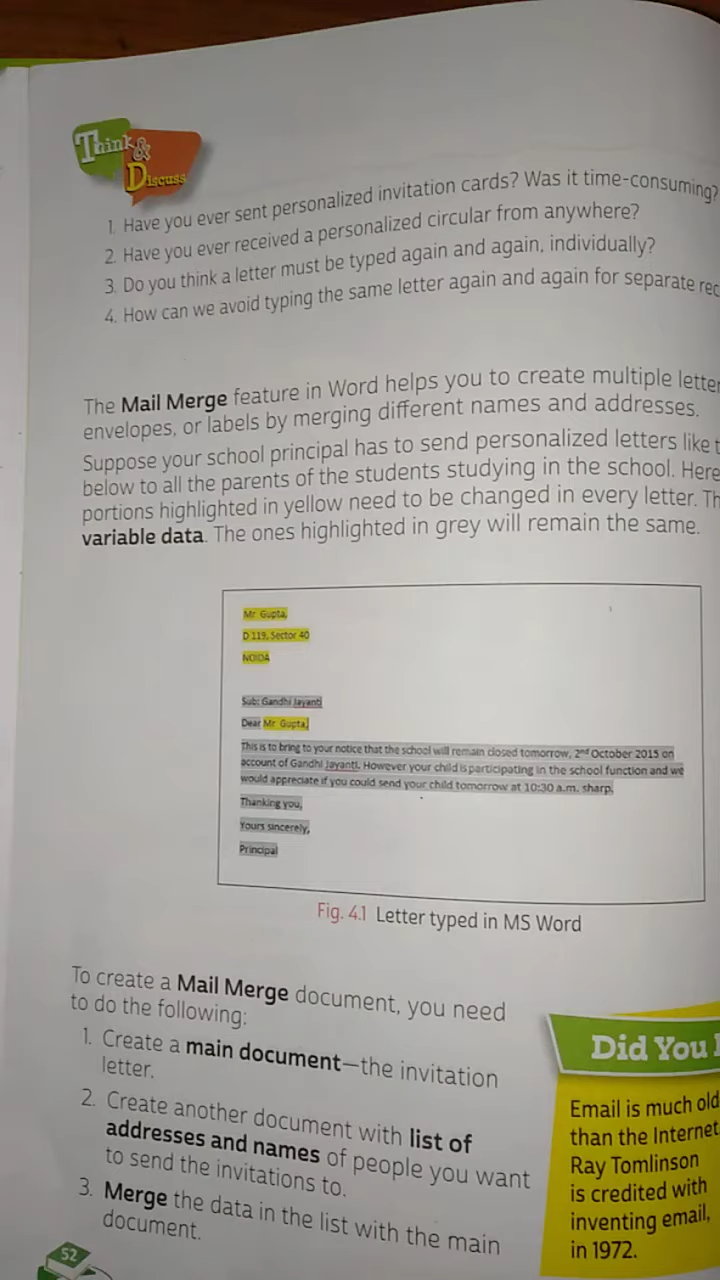 Think &
Discuss
1. Have you ever sent personalized invitation cards? Was it time-consuming?
2. Have you ever received a personalized circular from anywhere?
3. Do you think a letter must be typed again and again, individually?
4. How can we avoid typing the same letter again and again for separate rec
The Mail Merge feature in Word helps you to create multiple letter
envelopes, or labels by merging different names and addresses.
Suppose your school principal has to send personalized letters like t
below to all the parents of the students studying in the school. Here
portions highlighted in yellow need to be changed in every letter. Th
variable data. The ones highlighted in grey will remain the same.
Mr Gupta,
D 119, Sector 40
NOIDA
Sub: Gandhi Jayanti
Dear Mr. Gupta,
This is to bring to your notice that the school will remain closed tomorrow, 2nd October 2015 on
account of Gandhi Jayanti. However your child is participating in the school function and we
would appreciate if you could send your child tomorrow at 10:30 a.m. sharp.
Thanking you,
Yours sincerely,
Principal
Fig. 4.1 Letter typed in MS Word
To create a Mail Merge document, you need
to do the following:
1. Create a main document—the invitation
letter.
2. Create another document with list of
addresses and names of people you want
to send the invitations to.
3. Merge the data in the list with the main
document.
Did You
Email is much old
than the Internet
Ray Tomlinson
is credited with
inventing email,
in 1972.
52